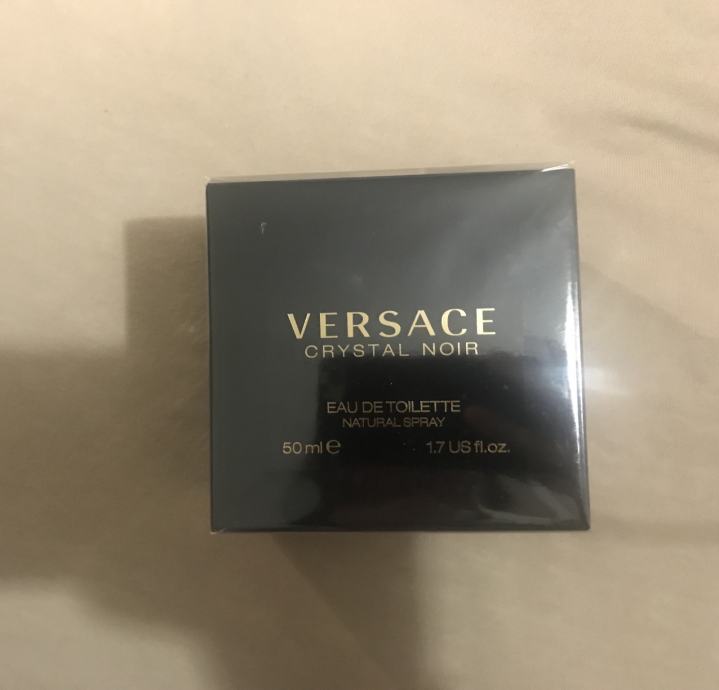 VERSACE
CRYSTAL NOIR
EAU DE TOILETTE
NATURAL SPRAY
50 ml ℮ 1.7 US fl.oz.